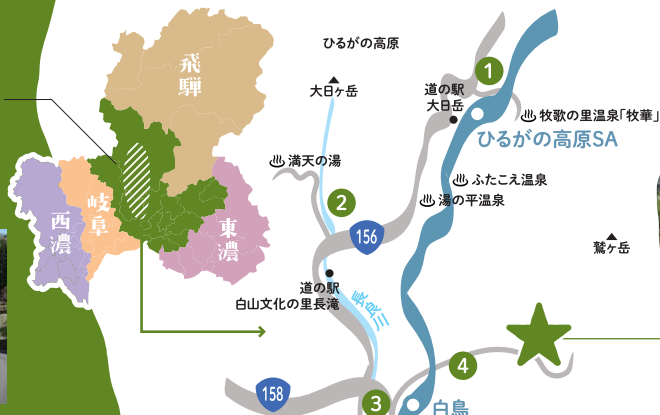 飛騨
岐阜
西濃
東濃
ひるがの高原
大日ヶ岳
道の駅
大日岳
1
牧歌の里温泉「牧華」
ひるがの高原SA
満天の湯
ふたこえ温泉
湯の平温泉
2
156
鷲ヶ岳
道の駅
白山文化の里長滝
長良川
4
158
3
白鳥